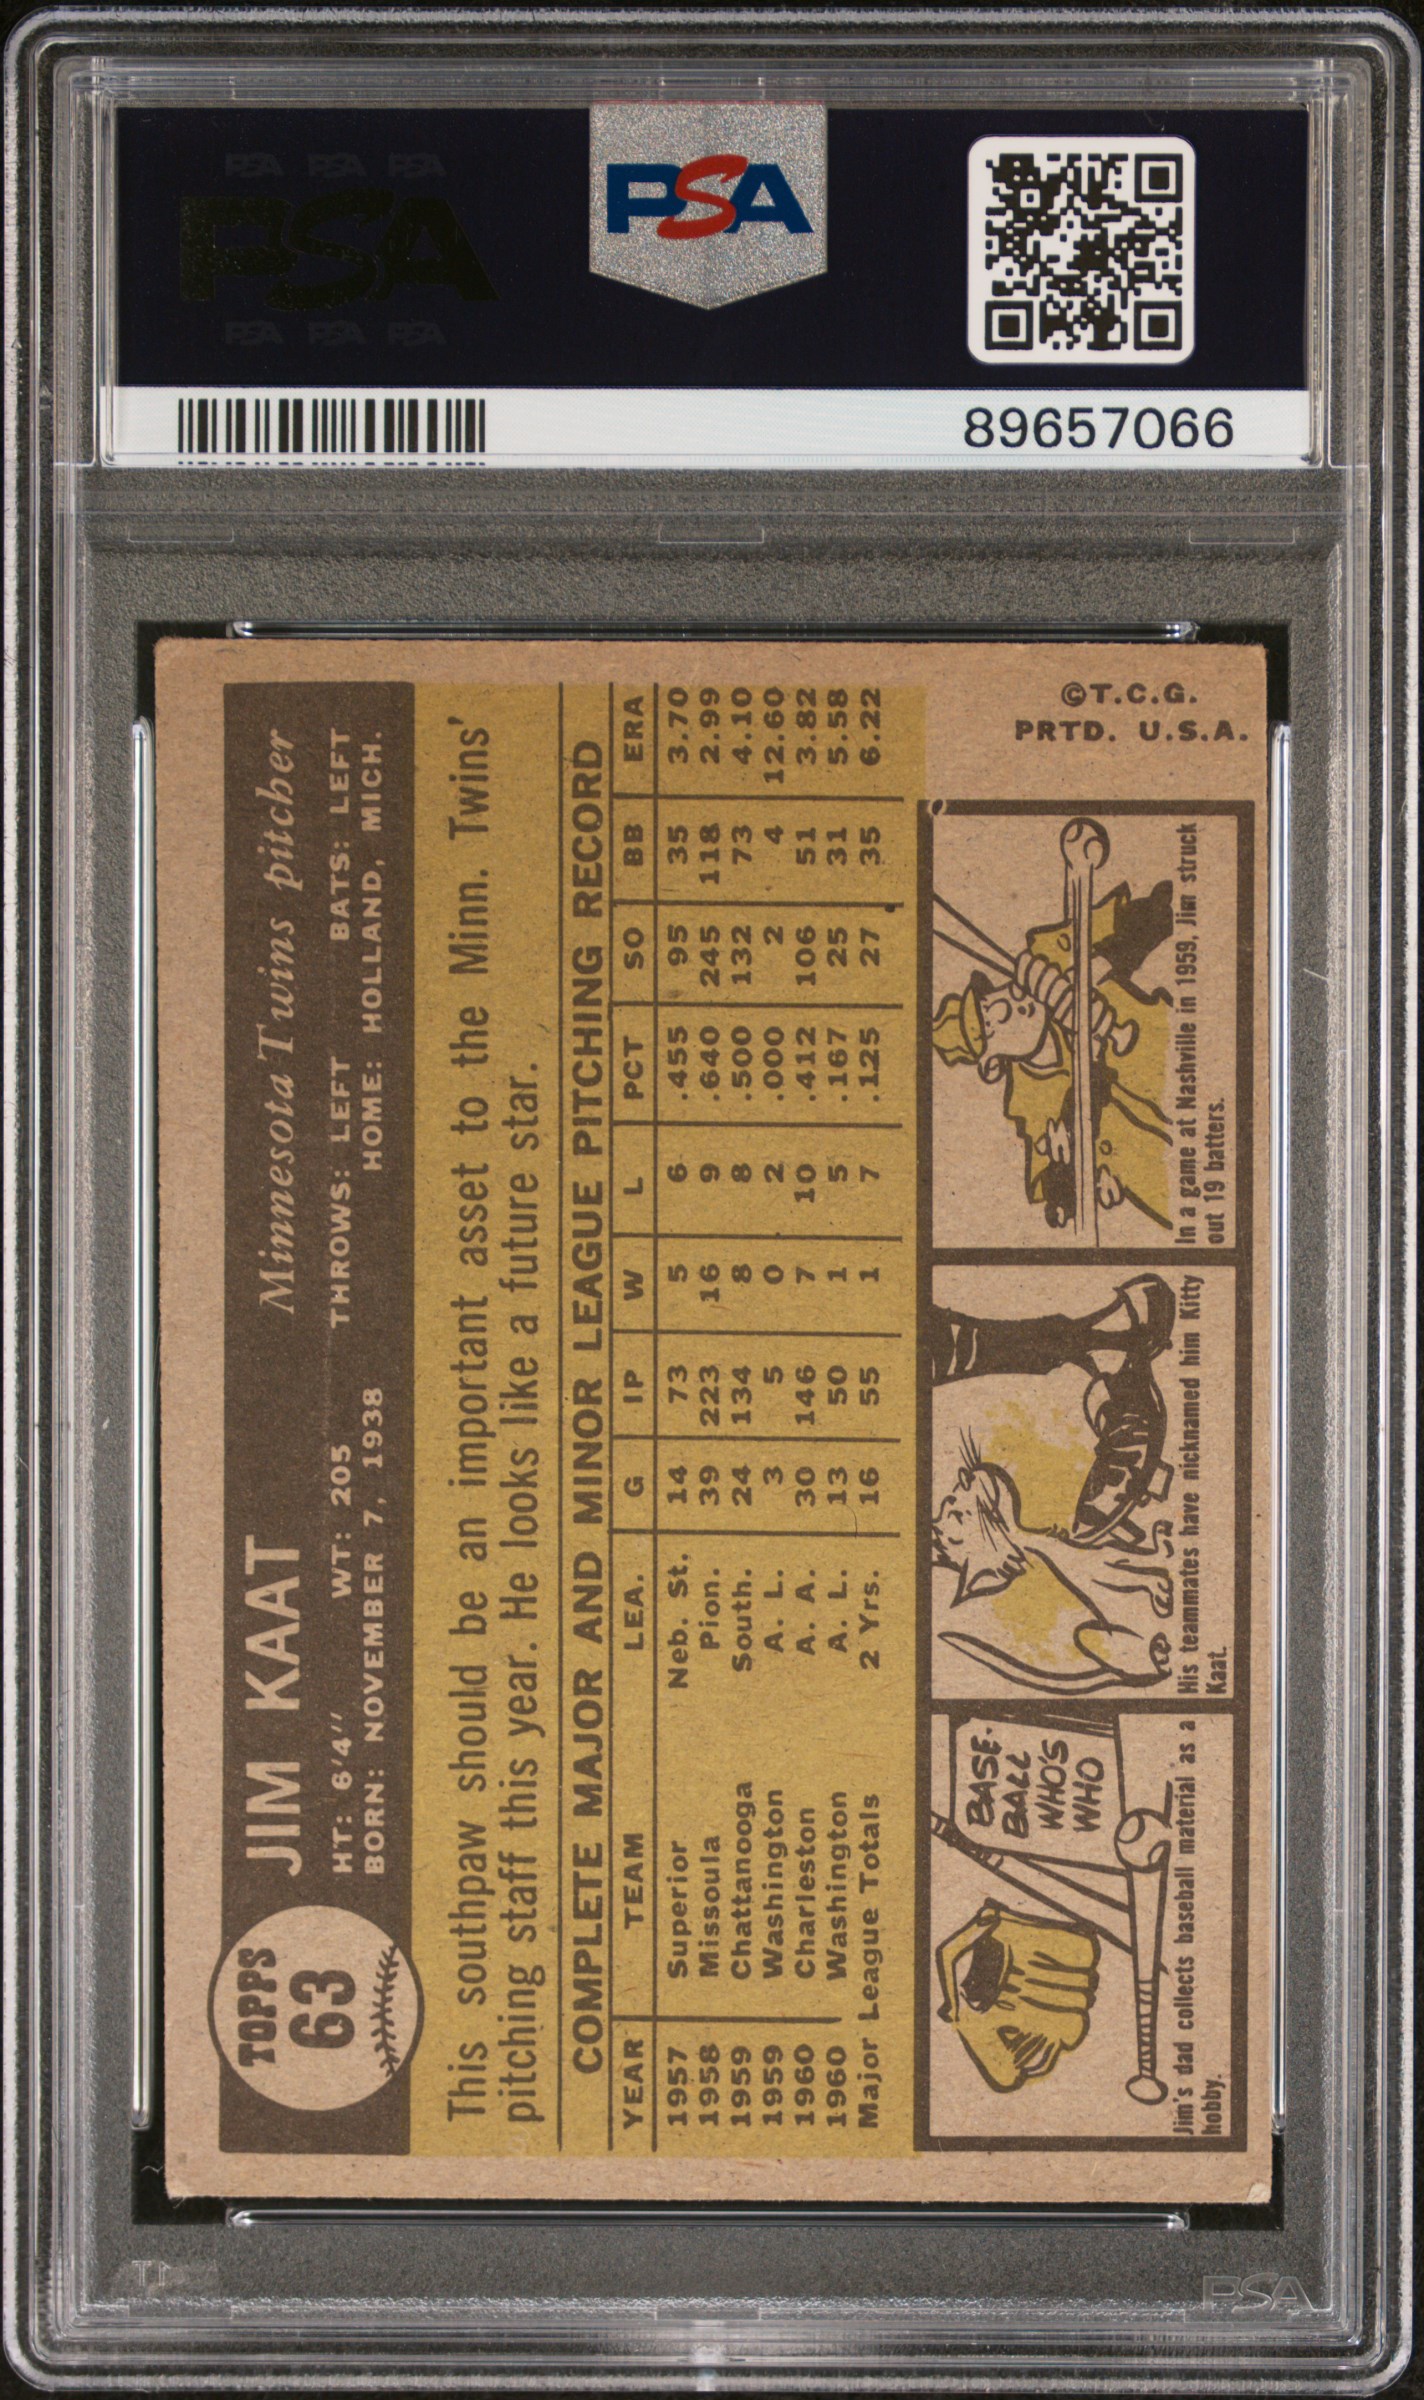 PSA PSA PSA
PSA
PSA PSA PSA
PSA
89657066
TOPPS
63
JIM KAAT
Minnesota Twins pitcher
HT: 6'4" WT: 205 THROWS: LEFT BATS: LEFT
BORN: NOVEMBER 7, 1938 HOME: HOLLAND, MICH.
This southpaw should be an important asset to the Minn. Twins'
pitching staff this year. He looks like a future star.
COMPLETE MAJOR AND MINOR LEAGUE PITCHING RECORD
YEAR TEAM LEA. G IP W L PCT SO BB ERA
1957 Superior Neb. St. 14 73 5 6 .455 95 35 3.70
1958 Missoula Pion. 39 223 16 9 .640 245 118 2.99
1959 Chattanooga South. 24 134 8 8 .500 132 73 4.10
1959 Washington A. L. 3 5 0 2 .000 2 4 12.60
1960 Charleston A. A. 30 146 7 10 .412 106 51 3.82
1960 Washington A. L. 13 50 1 5 .167 25 31 5.58
Major League Totals 2 Yrs. 16 55 1 7 .125 27 35 6.22
BASE-
BALL
WHO'S
WHO
Jim's dad collects baseball material as a
hobby.
His teammates have nicknamed him Kitty
Kaat.
In a game at Nashville in 1959, Jim struck
out 19 batters.
©T.C.G.
PRTD. U.S.A.
PSA